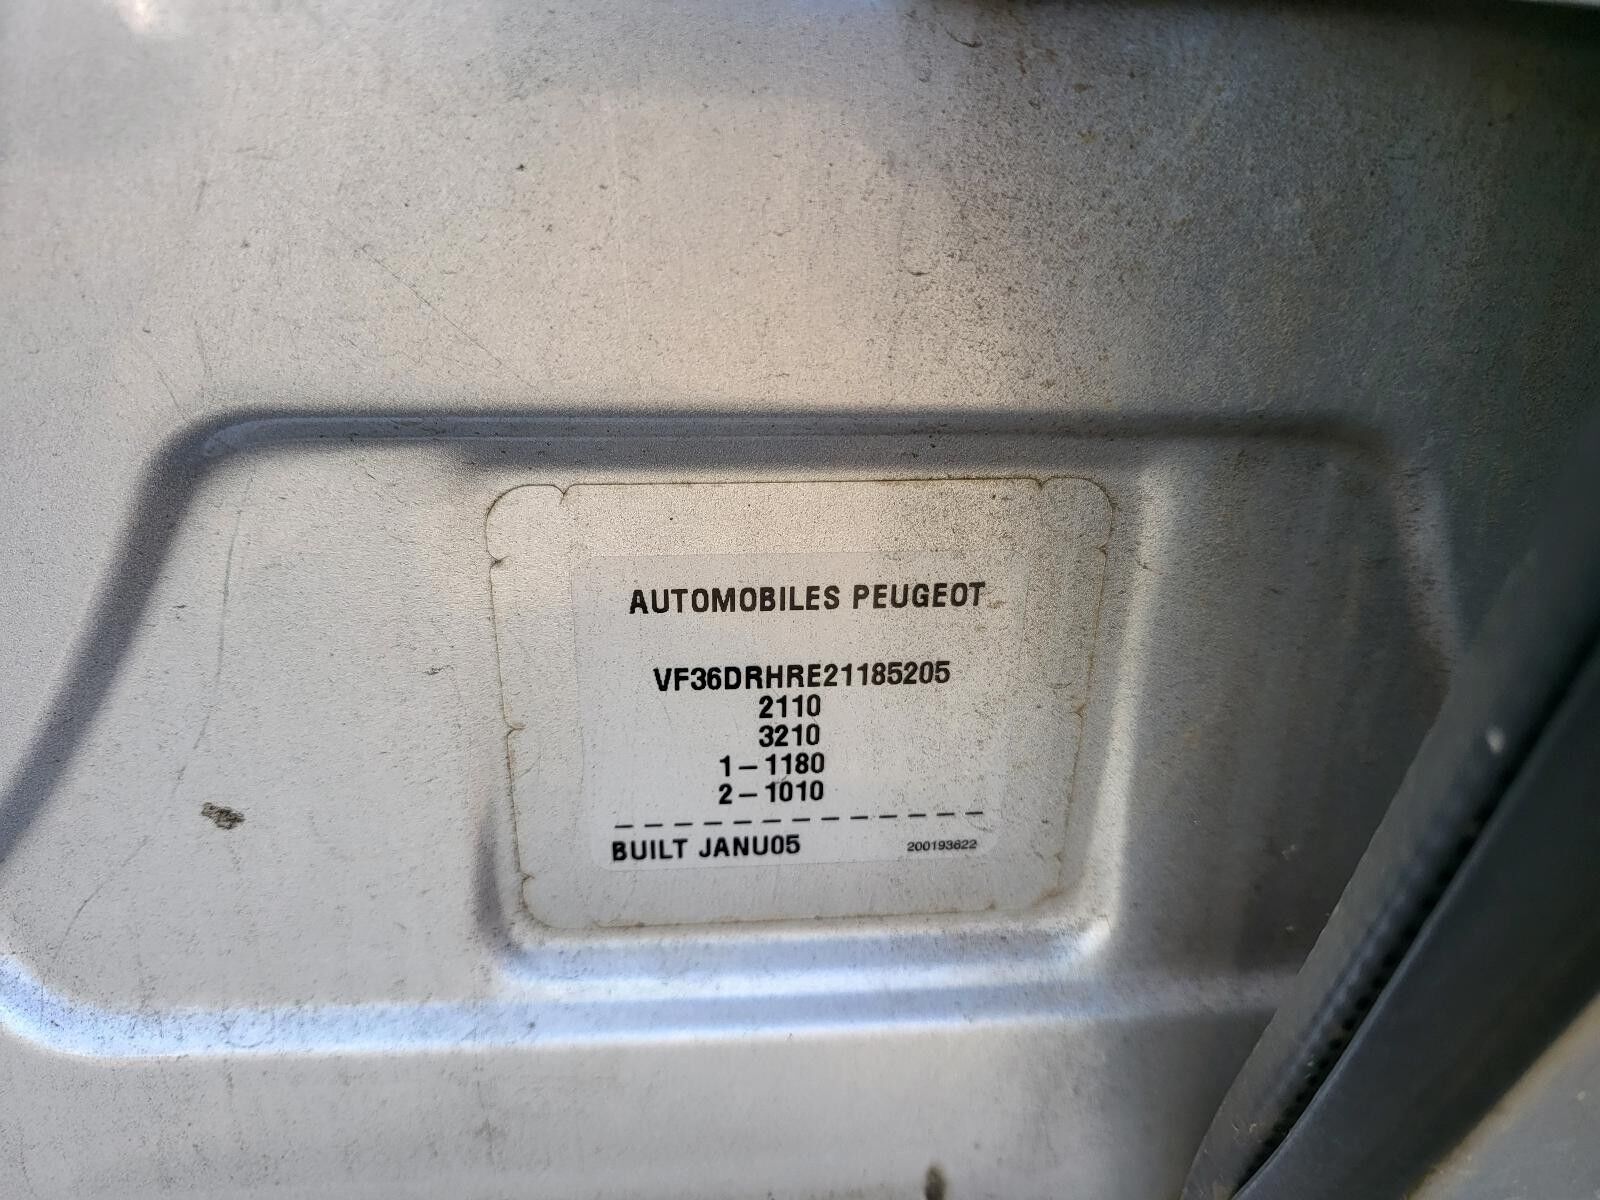 AUTOMOBILES PEUGEOT
VF36DRHRE21185205
2110
3210
1–1180
2–1010
BUILT JANU05 200193622